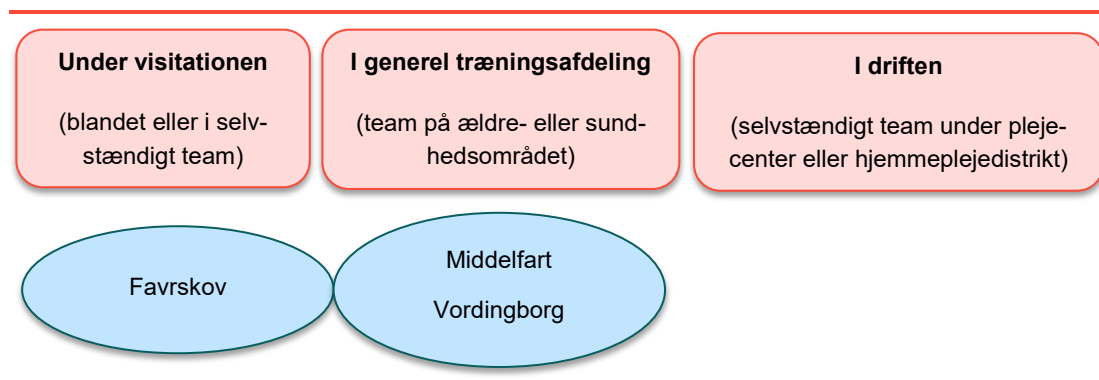 Under visitationen
(blandet eller i selv-
stændigt team)
I generel træningsafdeling
(team på ældre- eller sund-
hedsområdet)
I driften
(selvstændigt team under pleje-
center eller hjemmeplejedistrikt)
Favrskov
Middelfart
Vordingborg